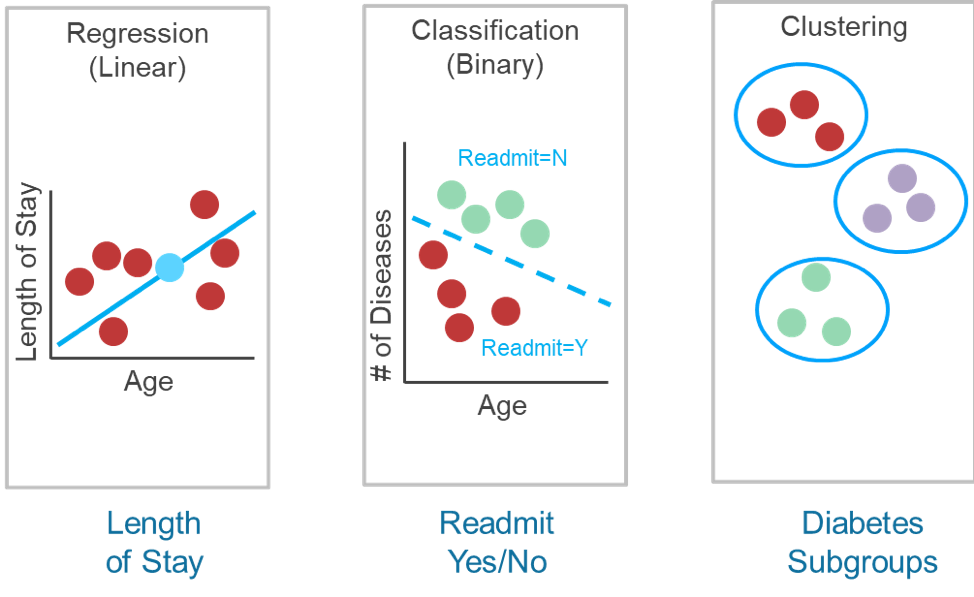 Regression
(Linear)
Length of Stay
Age
Length
of Stay
Classification
(Binary)
Readmit=N
# of Diseases
Readmit=Y
Age
Readmit
Yes/No
Clustering
Diabetes
Subgroups